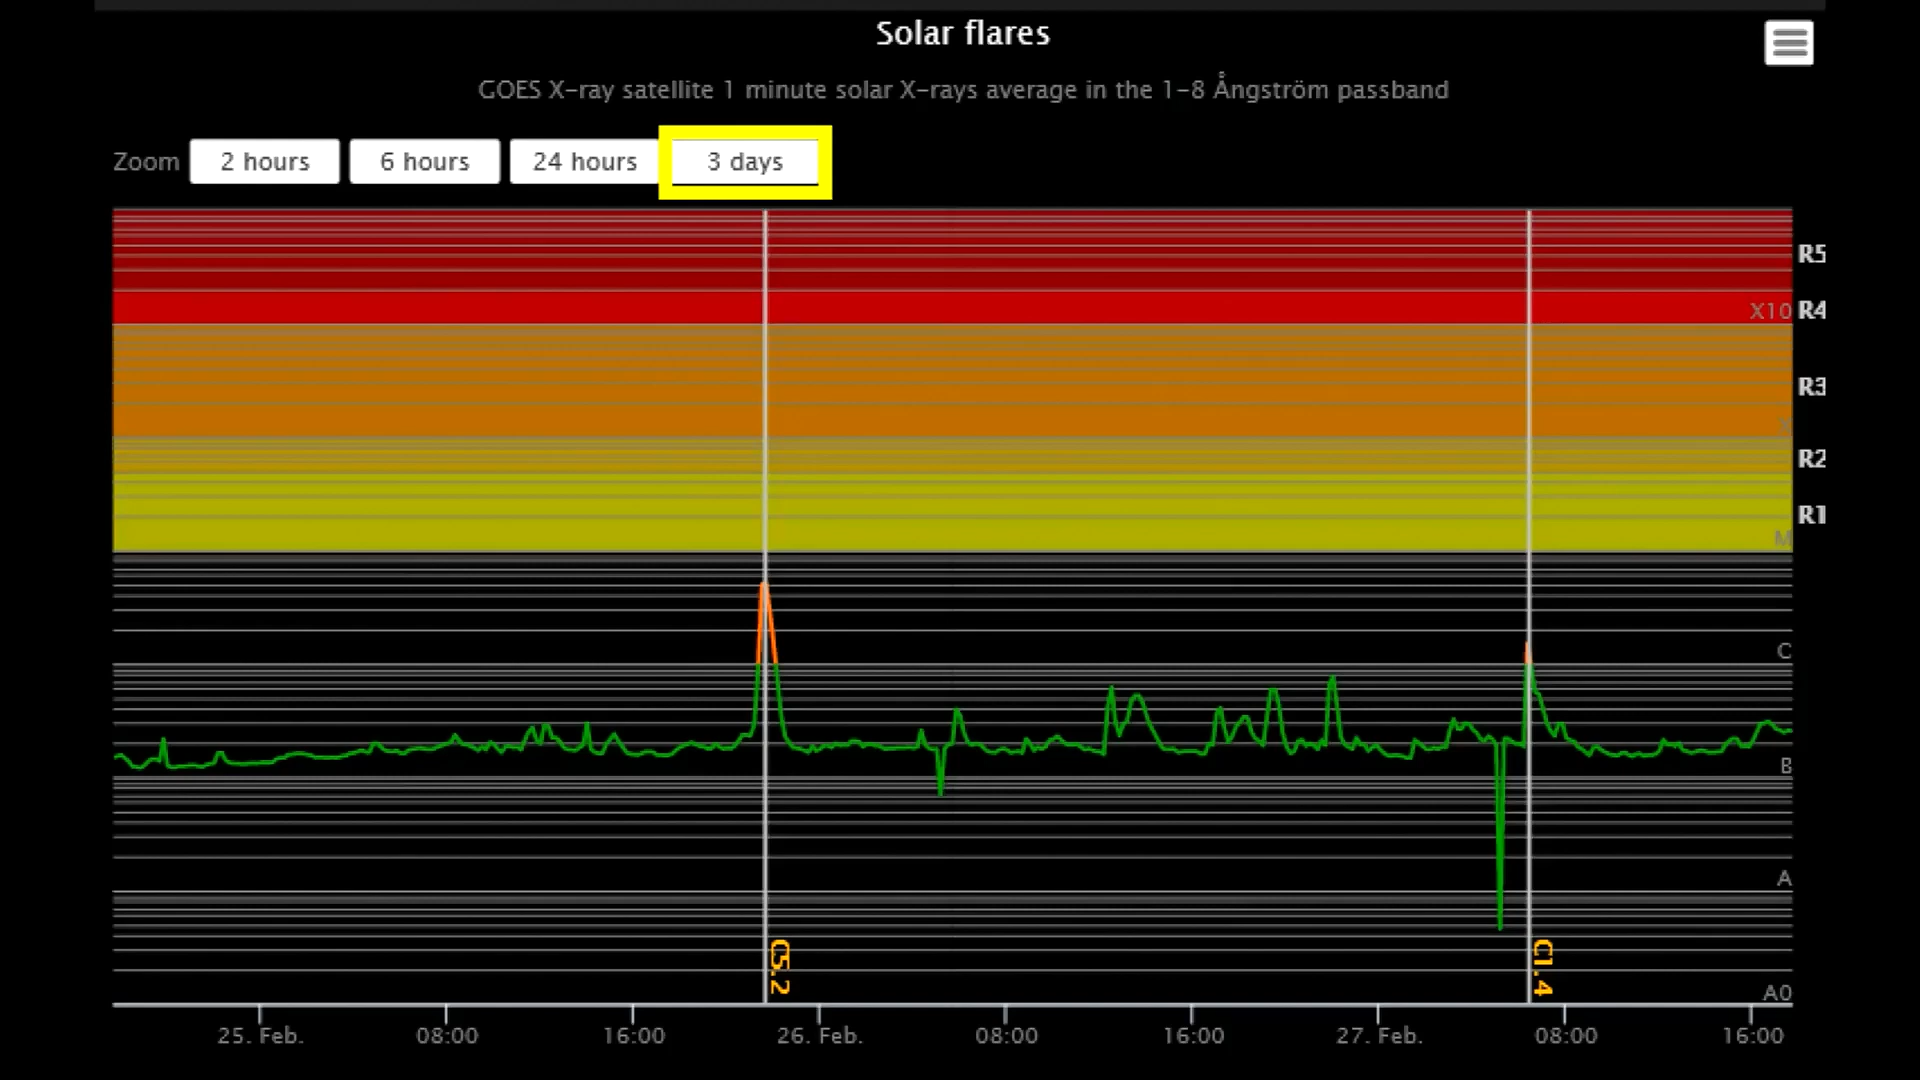 Solar flares
GOES X-ray satellite 1 minute solar X-rays average in the 1-8 Ångström passband
Zoom 2 hours 6 hours 24 hours 3 days
R5
X10 R4
R3
X
R2
R1
M
C
B
A
C5.2
C1.4
A0
25. Feb. 08:00 16:00 26. Feb. 08:00 16:00 27. Feb. 08:00 16:00